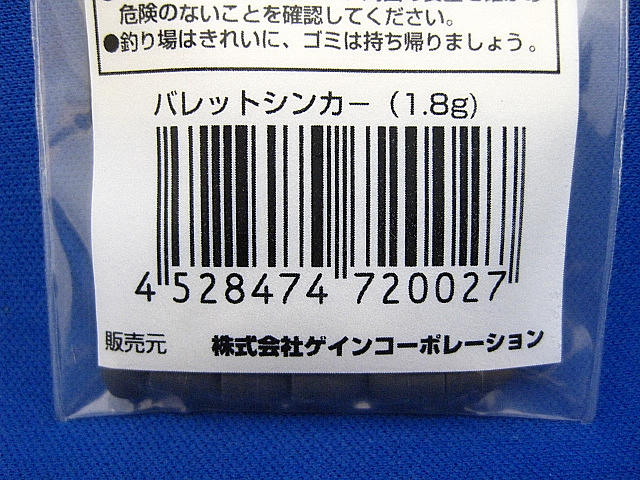 危険のないことを確認してください。
●釣り場はきれいに、ゴミは持ち帰りましょう。
バレットシンカー（1.8g）
4 528474 720027
販売元 株式会社ゲインコーポレーション